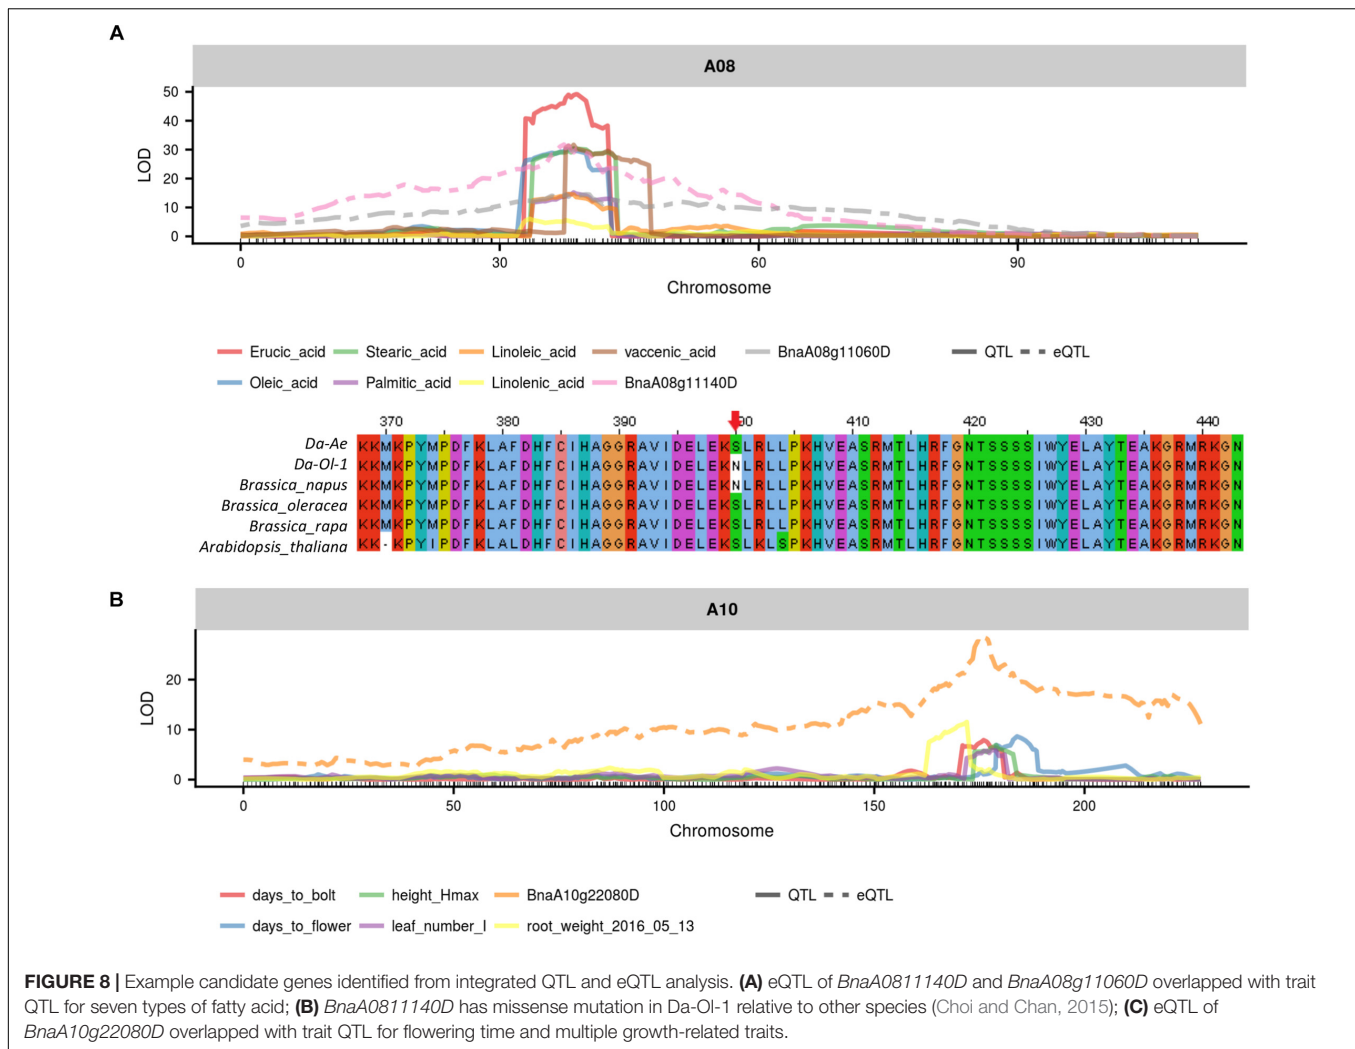 A
A08
50
40
30
20
10
0
LOD
0 30 60 90
Chromosome
Erucic_acid Stearic_acid Linoleic_acid vaccenic_acid BnaA08g11060D QTL eQTL
Oleic_acid Palmitic_acid Linolenic_acid BnaA08g11140D
370 380 390 410 420 430 440
Da-Ae KKMKPYMPDFKLAFDHFCIHAGGRAVIDELEKSLRLLPKHVEASRMTLHRFGNTSSSSIWYELAYTEAKGRMRKGN
Da-Ol-1 KKMKPYMPDFKLAFDHFCIHAGGRAVIDELEKNLRLLPKHVEASRMTLHRFGNTSSSSIWYELAYTEAKGRMRKGN
Brassica_napus KKMKPYMPDFKLAFDHFCIHAGGRAVIDELEKNLRLLPKHVEASRMTLHRFGNTSSSSIWYELAYTEAKGRMRKGN
Brassica_oleracea KKMKPYMPDFKLAFDHFCIHAGGRAVIDELEKSLRLLPKHVEASRMTLHRFGNTSSSSIWYELAYTEAKGRMRKGN
Brassica_rapa KKMKPYMPDFKLAFDHFCIHAGGRAVIDELEKSLRLLPKHVEASRMTLHRFGNTSSSSIWYELAYTEAKGRMRKGN
Arabidopsis_thaliana KK-KPYIPDFKLALDHFCIHAGGRAVIDELEKSLKLSPKHVEASRMTLHRFGNTSSSSIWYELAYTEAKGRMRKGN
B
A10
20
10
0
LOD
0 50 100 150 200
Chromosome
days_to_bolt height_Hmax BnaA10g22080D QTL eQTL
days_to_flower leaf_number_I root_weight_2016_05_13
FIGURE 8 | Example candidate genes identified from integrated QTL and eQTL analysis. (A) eQTL of BnaA0811140D and BnaA08g11060D overlapped with trait
QTL for seven types of fatty acid; (B) BnaA0811140D has missense mutation in Da-Ol-1 relative to other species (Choi and Chan, 2015); (C) eQTL of
BnaA10g22080D overlapped with trait QTL for flowering time and multiple growth-related traits.